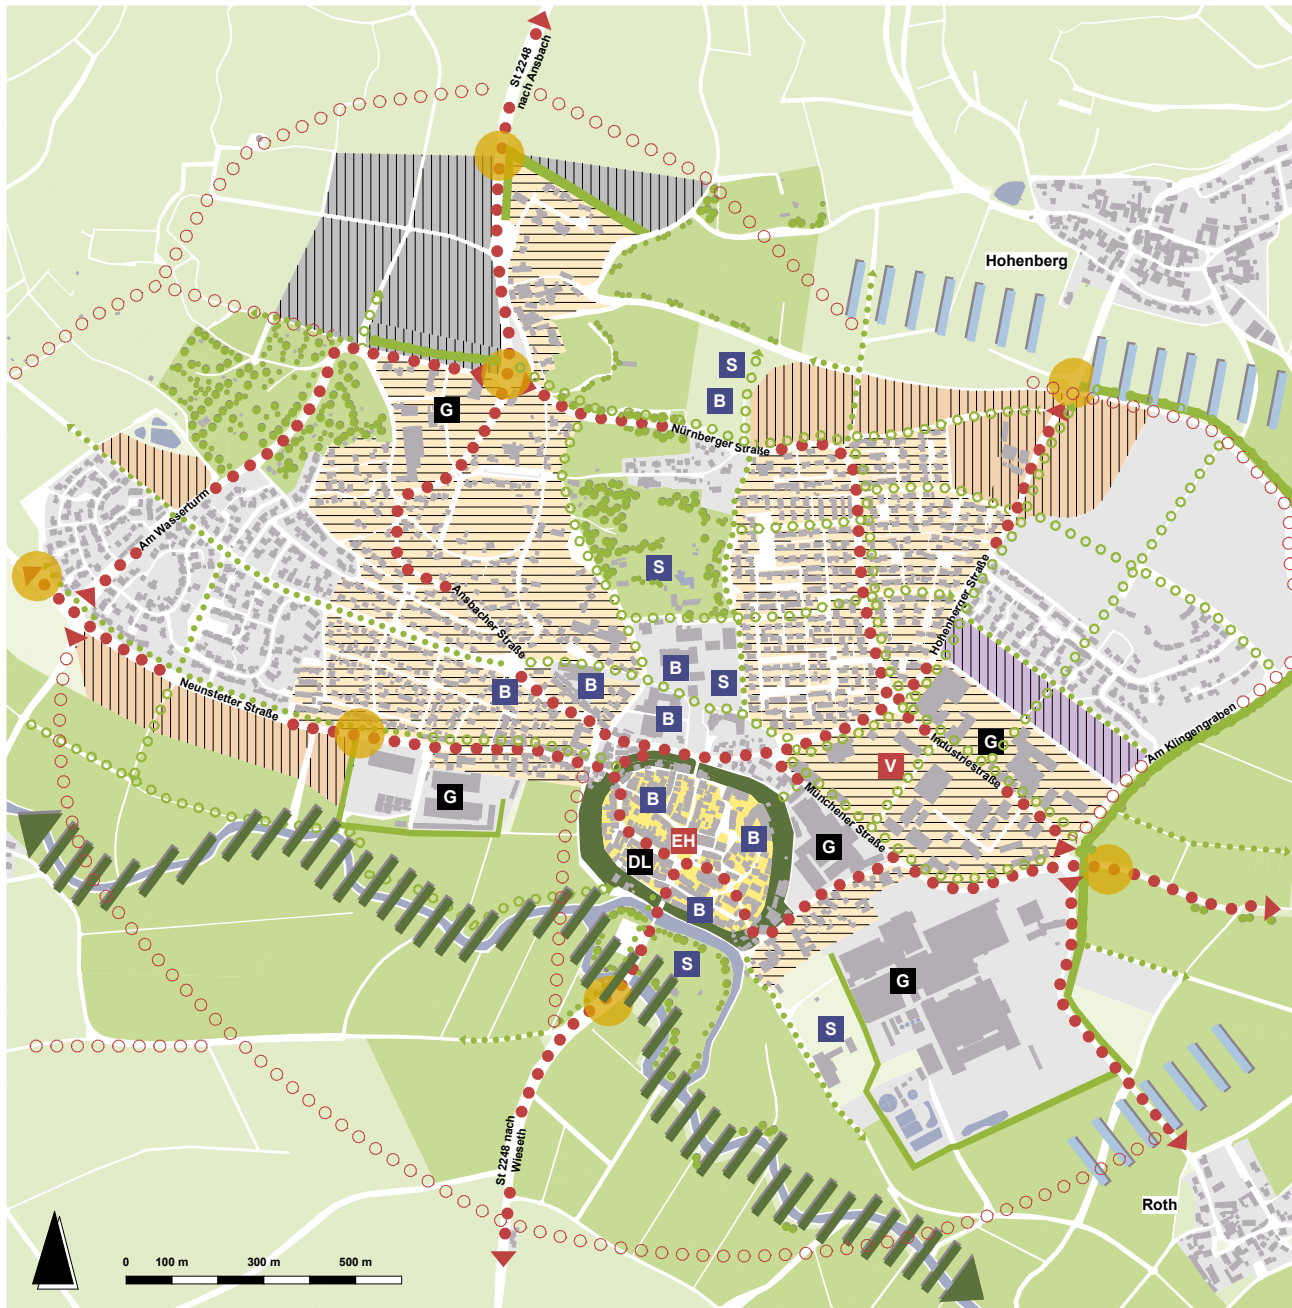 St 2248
nach Ansbach
Hohenberg
S
B
G
Nürnberger Straße
Am Wasserturm
S
Ansbacher Straße
Hohenberger Straße
B
B
B
S
Neunstetter Straße
B
G
Industriestraße
V
Am Klingengraben
G
B
Münchener Straße
B
EH
G
DL
B
S
G
S
St 2248 nach
Wieseth
Roth
0
100 m
300 m
500 m